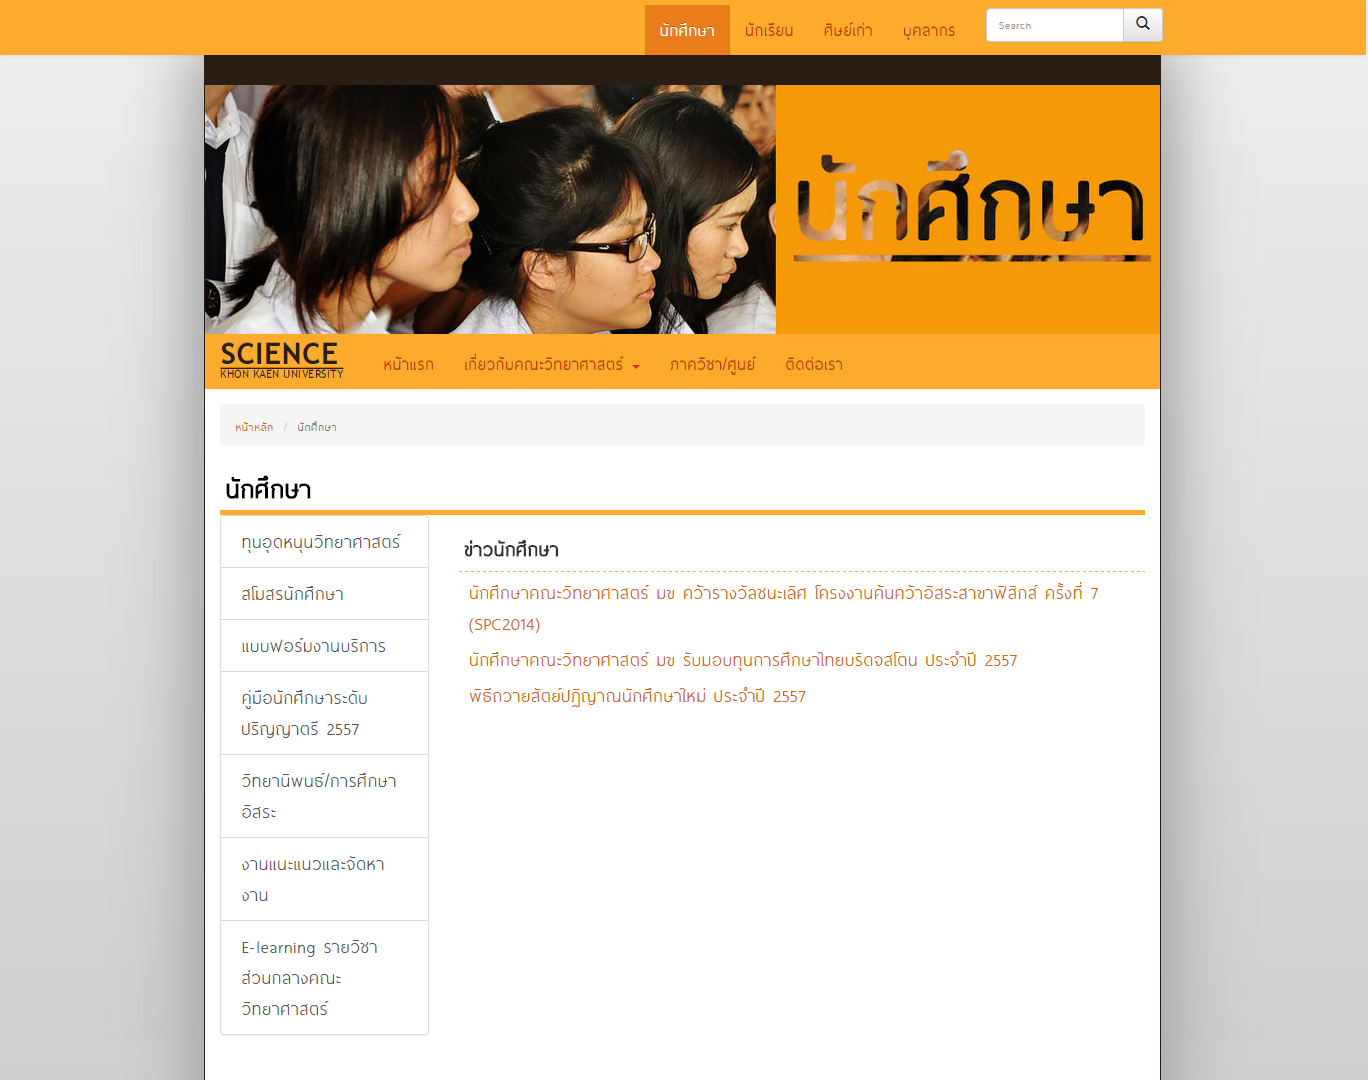 นักศึกษา นักเรียน ศิษย์เก่า บุคลากร Search
นักศึกษา
SCIENCE
KHON KAEN UNIVERSITY
หน้าแรก เกี่ยวกับคณะวิทยาศาสตร์ ภาควิชา/ศูนย์ ติดต่อเรา
หน้าหลัก / นักศึกษา
นักศึกษา
ทุนอุดหนุนวิทยาศาสตร์
สโมสรนักศึกษา
แบบฟอร์มงานบริการ
คู่มือนักศึกษาระดับ
ปริญญาตรี 2557
วิทยานิพนธ์/การศึกษา
อิสระ
งานแนะแนวและจัดหา
งาน
E-learning รายวิชา
ส่วนกลางคณะ
วิทยาศาสตร์
ข่าวนักศึกษา
นักศึกษาคณะวิทยาศาสตร์ มข คว้ารางวัลชนะเลิศ โครงงานค้นคว้าอิสระสาขาฟิสิกส์ ครั้งที่ 7
(SPC2014)
นักศึกษาคณะวิทยาศาสตร์ มข รับมอบทุนการศึกษาไทยบริดจสโตน ประจำปี 2557
พิธีถวายสัตย์ปฏิญาณนักศึกษาใหม่ ประจำปี 2557